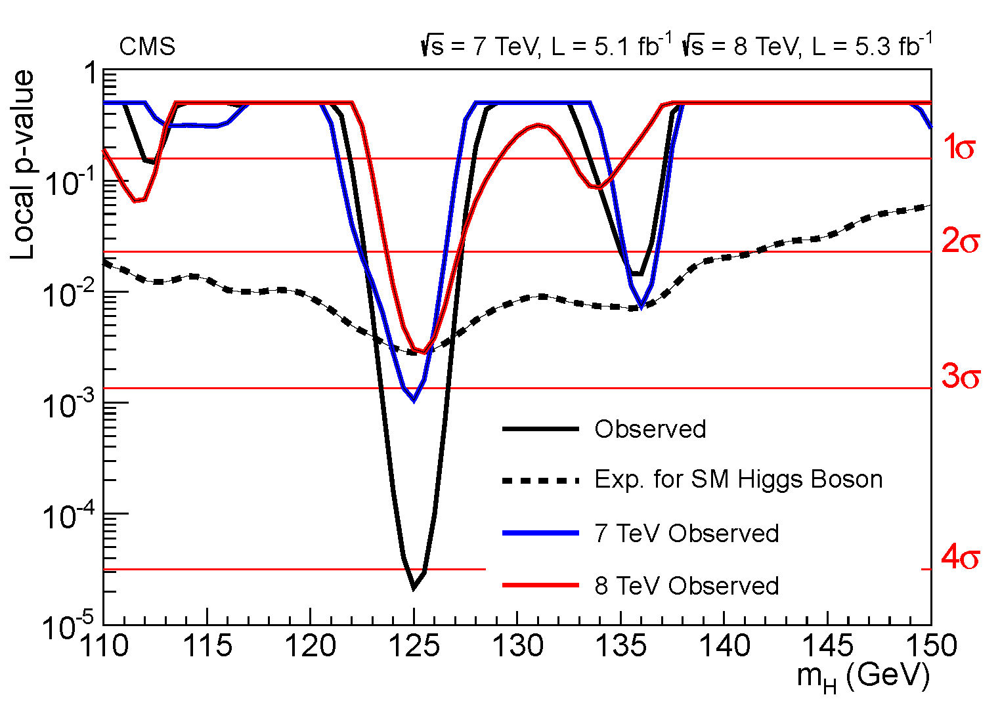 CMS √s = 7 TeV, L = 5.1 fb⁻¹ √s = 8 TeV, L = 5.3 fb⁻¹
Local p-value
1
10⁻¹
10⁻²
10⁻³
10⁻⁴
10⁻⁵
1σ
2σ
3σ
4σ
Observed
Exp. for SM Higgs Boson
7 TeV Observed
8 TeV Observed
110 115 120 125 130 135 140 145 150
m_H (GeV)